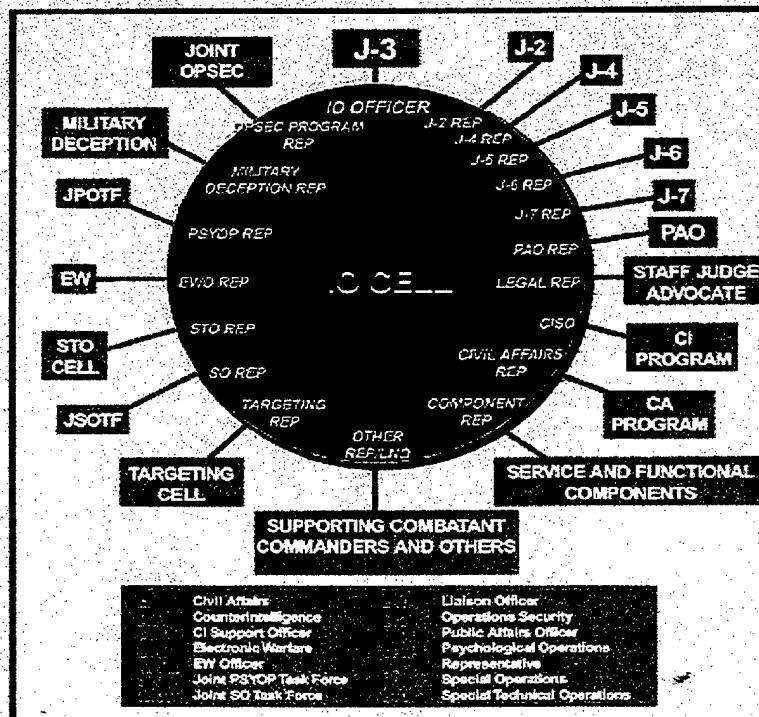 J-3
JOINT
OPSEC
J-2
J-4
J-5
J-6
J-7
PAO
STAFF JUDGE
ADVOCATE
CI
PROGRAM
CA
PROGRAM
SERVICE AND FUNCTIONAL
COMPONENTS
SUPPORTING COMBATANT
COMMANDERS AND OTHERS
TARGETING
CELL
JSOTF
STO
CELL
EW
JPOTF
MILITARY
DECEPTION
IO OFFICER
J-2 REP
J-4 REP
J-5 REP
J-6 REP
J-7 REP
PAO REP
LEGAL REP
CISO
CIVIL AFFAIRS
REP
COMPONENT
REP
OTHER
REP/LNO
TARGETING
REP
SO REP
STO REP
EWO REP
PSYOP REP
MILITARY
DECEPTION REP
OPSEC PROGRAM
REP
IO CELL
Civil Affairs
Counterintelligence
CI Support Officer
Electronic Warfare
EW Officer
Joint PSYOP Task Force
Joint SO Task Force
Liaison Officer
Operations Security
Public Affairs Officer
Psychological Operations
Representative
Special Operations
Special Technical Operations